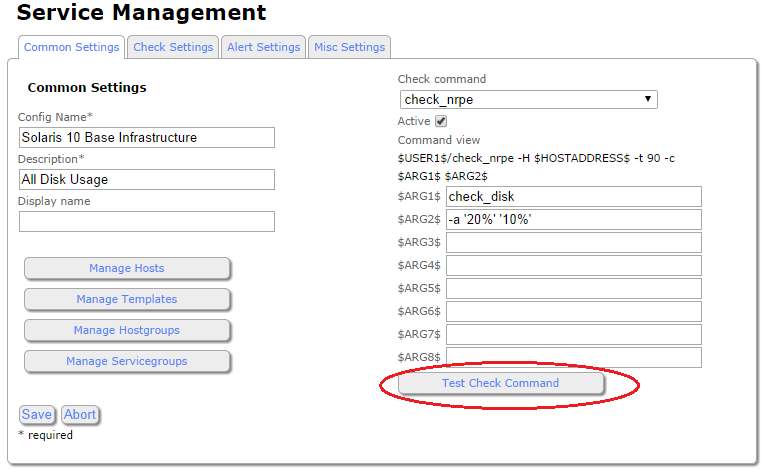 Service Management
Common Settings
Check Settings
Alert Settings
Misc Settings
Common Settings
Config Name*
Solaris 10 Base Infrastructure
Description*
All Disk Usage
Display name
Manage Hosts
Manage Templates
Manage Hostgroups
Manage Servicegroups
Save
Abort
* required
Check command
check_nrpe
Active
Command view
$USER1$/check_nrpe -H $HOSTADDRESS$ -t 90 -c
$ARG1$ $ARG2$
$ARG1$ check_disk
$ARG2$ -a '20%' '10%'
$ARG3$
$ARG4$
$ARG5$
$ARG6$
$ARG7$
$ARG8$
Test Check Command